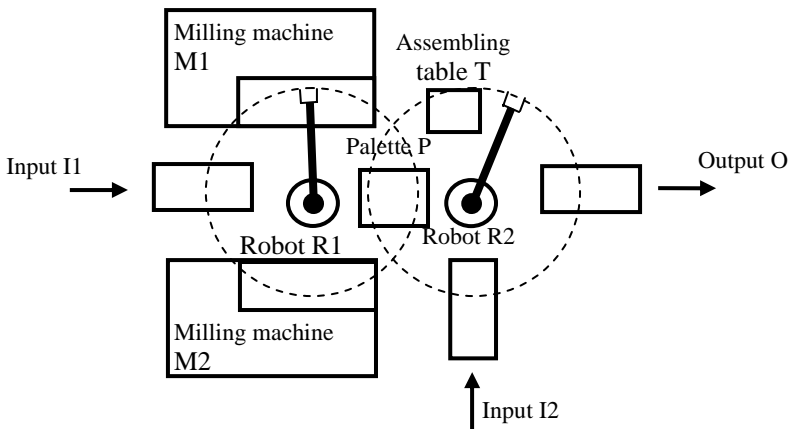 Milling machine
M1
Assembling
table T
Palette P
Input I1
Output O
Robot R1
Robot R2
Milling machine
M2
Input I2